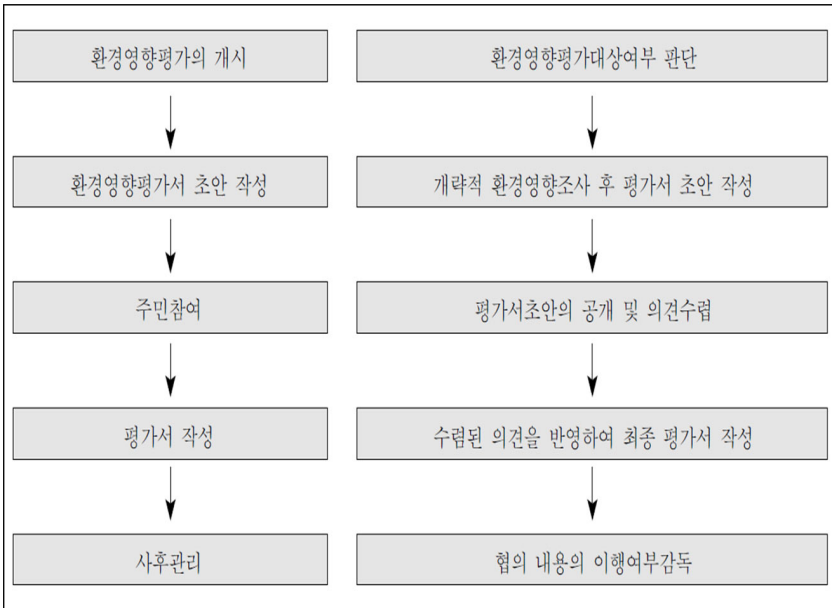 환경영향평가의 개시
환경영향평가대상여부 판단
환경영향평가서 초안 작성
개략적 환경영향조사 후 평가서 초안 작성
주민참여
평가서초안의 공개 및 의견수렴
평가서 작성
수렴된 의견을 반영하여 최종 평가서 작성
사후관리
협의 내용의 이행여부감독